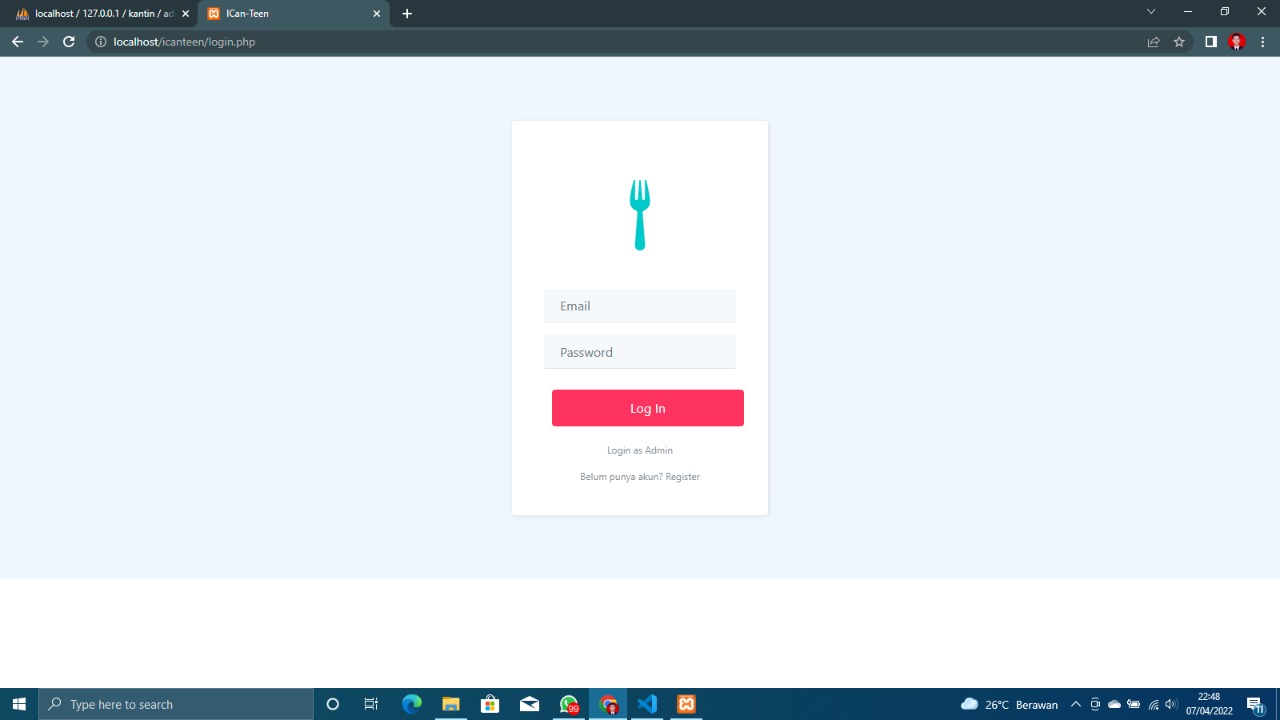 localhost / 127.0.0.1 / kantin / ad
ICan-Teen
localhost/icanteen/login.php
Email
Password
Log In
Login as Admin
Belum punya akun? Register
Type here to search
99
26°C Berawan
22:48
07/04/2022
11